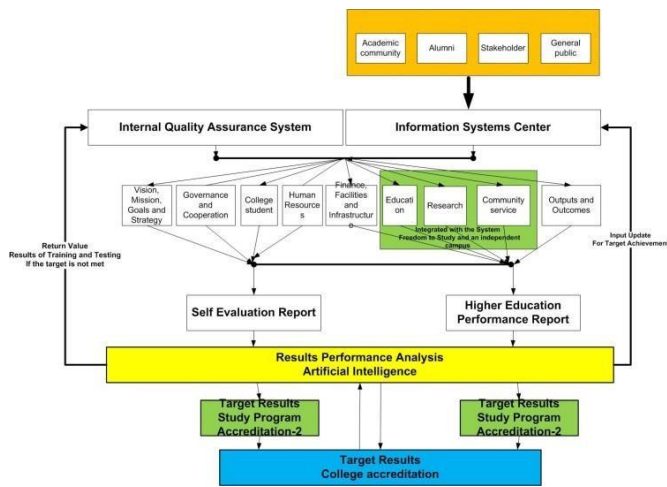 Academic
community
Alumni
Stakeholder
General
public
Internal Quality Assurance System
Information Systems Center
Vision,
Mission,
Goals and
Strategy
Governance
and
Cooperation
College
student
Human
Resource
s
Finance,
Facilities
and
Infrastructur
e
Educati
on
Research
Community
service
Outputs and
Outcomes
Integrated with the System
Freedom to Study and an independent
campus
Return Value
Results of Training and Testing
If the target is not met
Input Update
For Target Achievement
Self Evaluation Report
Higher Education
Performance Report
Results Performance Analysis
Artificial Intelligence
Target Results
Study Program
Accreditation-2
Target Results
Study Program
Accreditation-2
Target Results
College accreditation